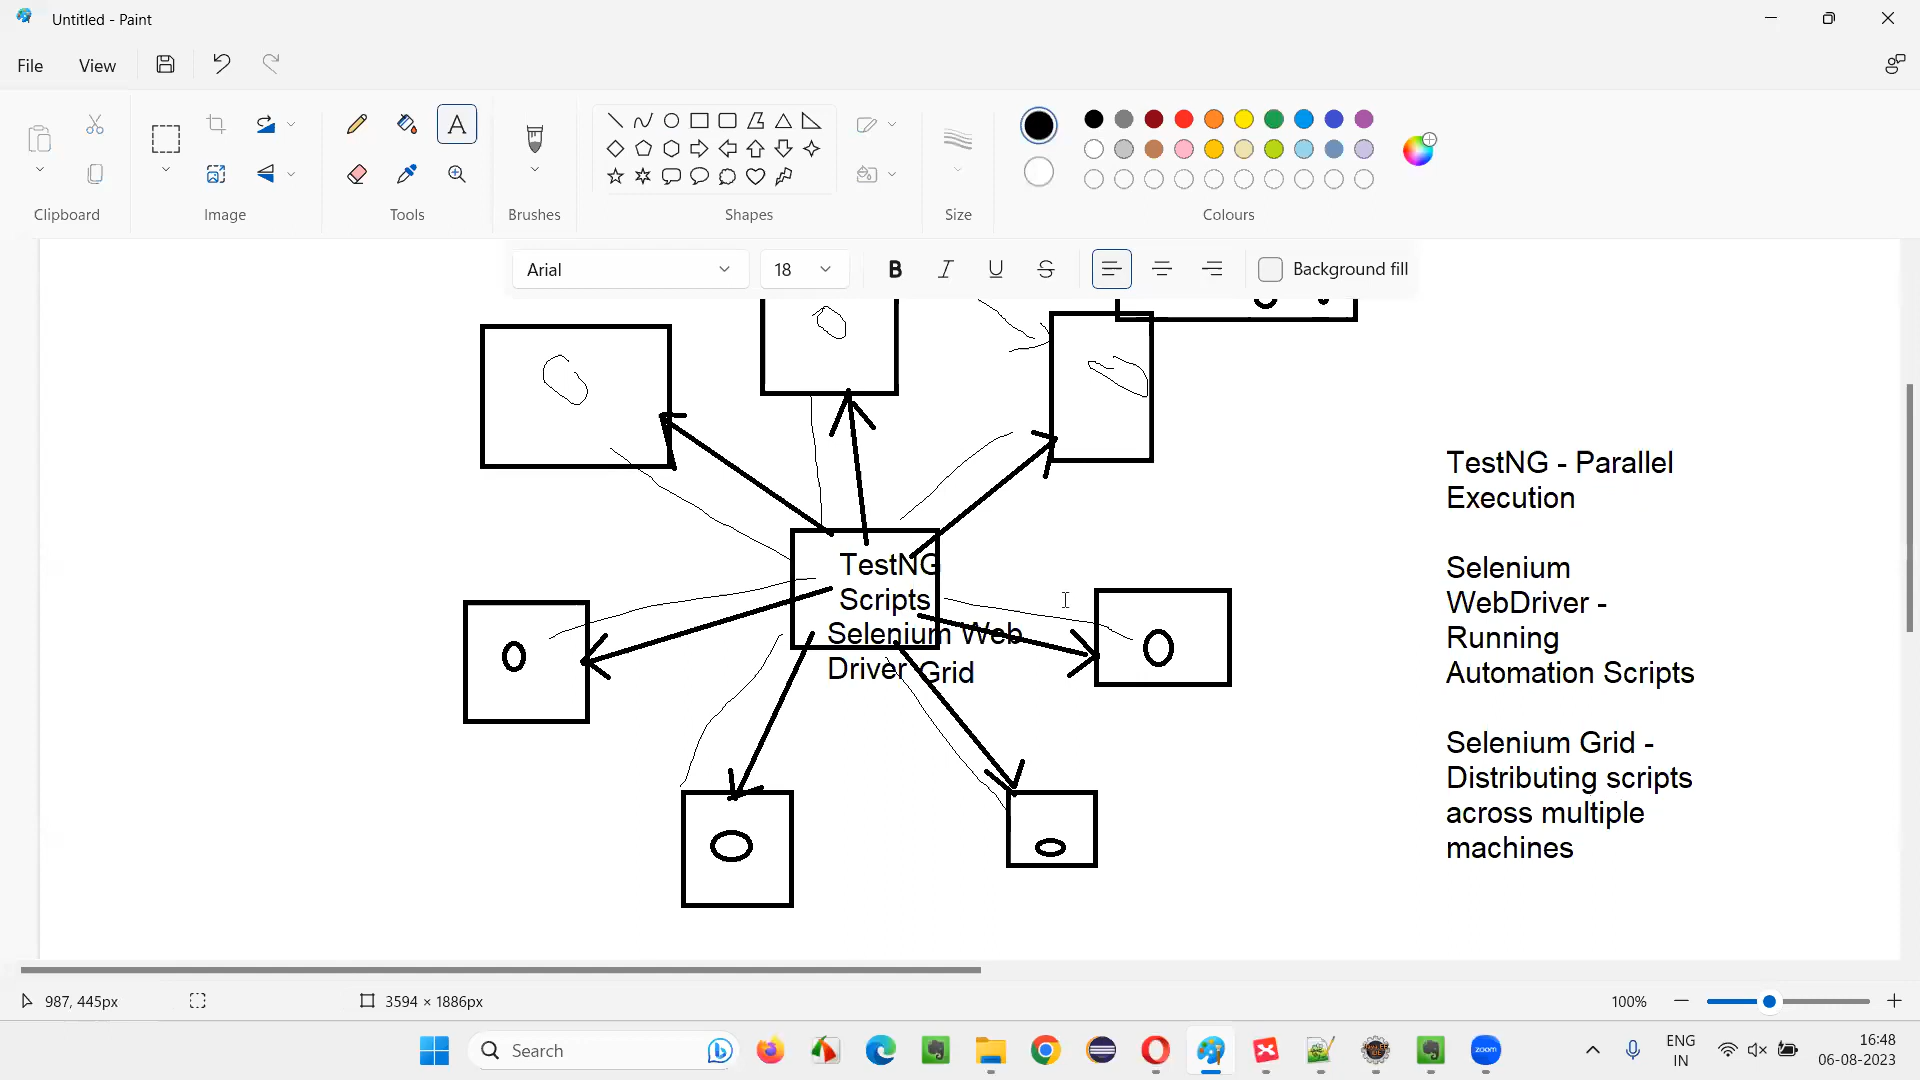 Untitled - Paint
File
View
Clipboard
Image
Tools
Brushes
Shapes
Size
Colours
Arial
18
B
I
U
S
Background fill
TestNG
Scripts
Selenium Web
Driver
Grid
TestNG - Parallel
Execution
Selenium
WebDriver -
Running
Automation Scripts
Selenium Grid -
Distributing scripts
across multiple
machines
987, 445px
3594 × 1886px
100%
Search
zoom
ENG
IN
16:48
06-08-2023